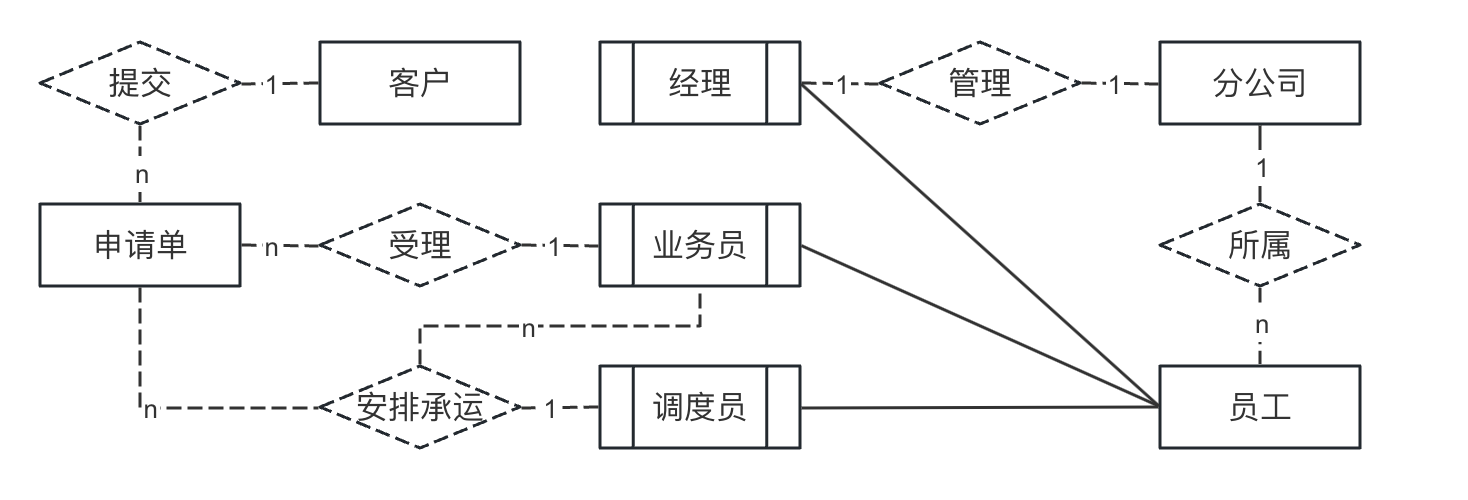 提交 1 客户 经理 1 管理 1 分公司
n 1
申请单 n 受理 1 业务员 所属
n n
n 安排承运 1 调度员 员工